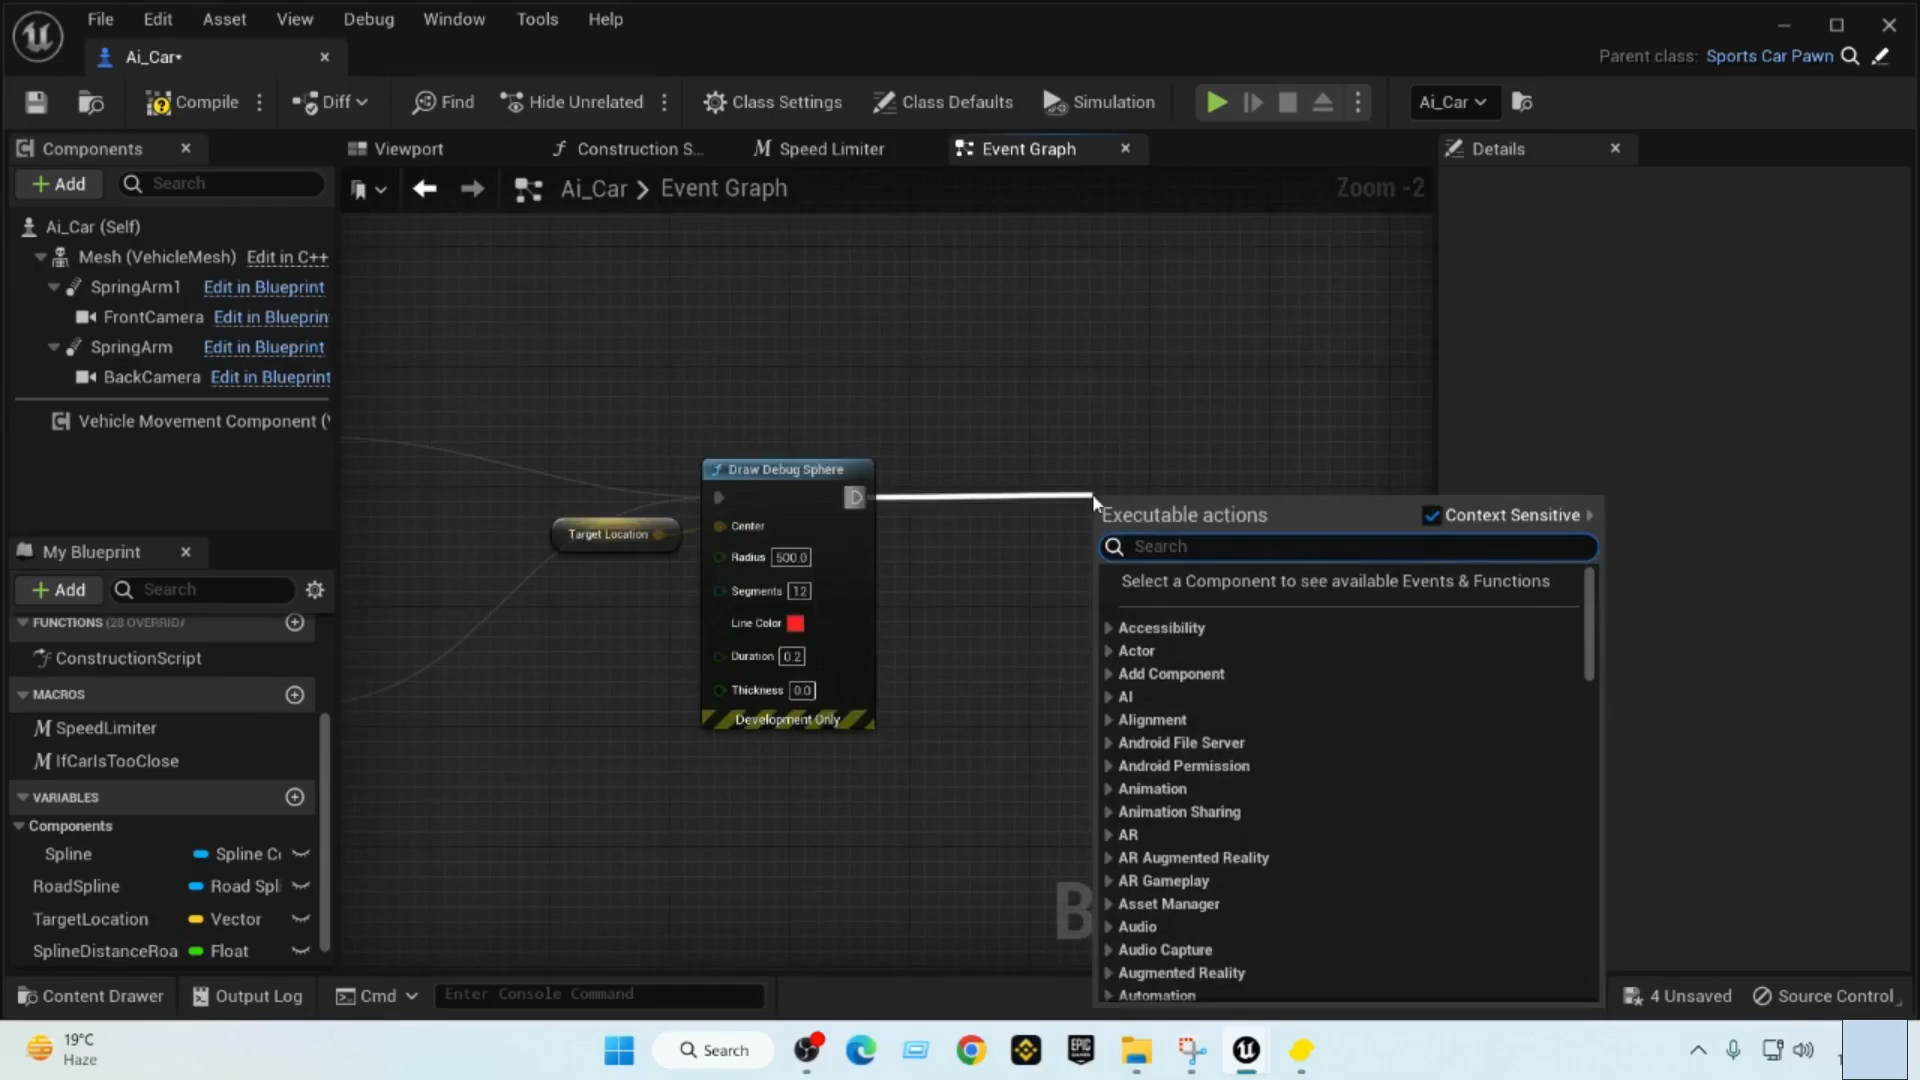 File Edit Asset View Debug Window Tools Help
Ai_Car•
Parent class: Sports Car Pawn
Compile Diff Find Hide Unrelated Class Settings Class Defaults Simulation Ai_Car
Components
Viewport
Construction S...
Speed Limiter
Event Graph
Details
Add
Search
Ai_Car > Event Graph
Zoom -2
Ai_Car (Self)
Mesh (VehicleMesh) Edit in C++
SpringArm1 Edit in Blueprint
FrontCamera Edit in Blueprin
SpringArm Edit in Blueprint
BackCamera Edit in Blueprint
Vehicle Movement Component (
Draw Debug Sphere
Target Location
Center
Radius 500.0
Segments 12
Line Color
Duration 0.2
Thickness 0.0
Development Only
Executable actions
Context Sensitive
Search
Select a Component to see available Events & Functions
Accessibility
Actor
Add Component
AI
Alignment
Android File Server
Android Permission
Animation
Animation Sharing
AR
AR Augmented Reality
AR Gameplay
Asset Manager
Audio
Audio Capture
Augmented Reality
Automation
B
My Blueprint
Add
Search
FUNCTIONS
ConstructionScript
MACROS
SpeedLimiter
IfCarIsTooClose
VARIABLES
Components
Spline Spline C
RoadSpline Road Spl
TargetLocation Vector
SplineDistanceRoa Float
Content Drawer Output Log Cmd Enter Console Command
4 Unsaved Source Control
19°C
Haze
Search
EPIC
GAMES